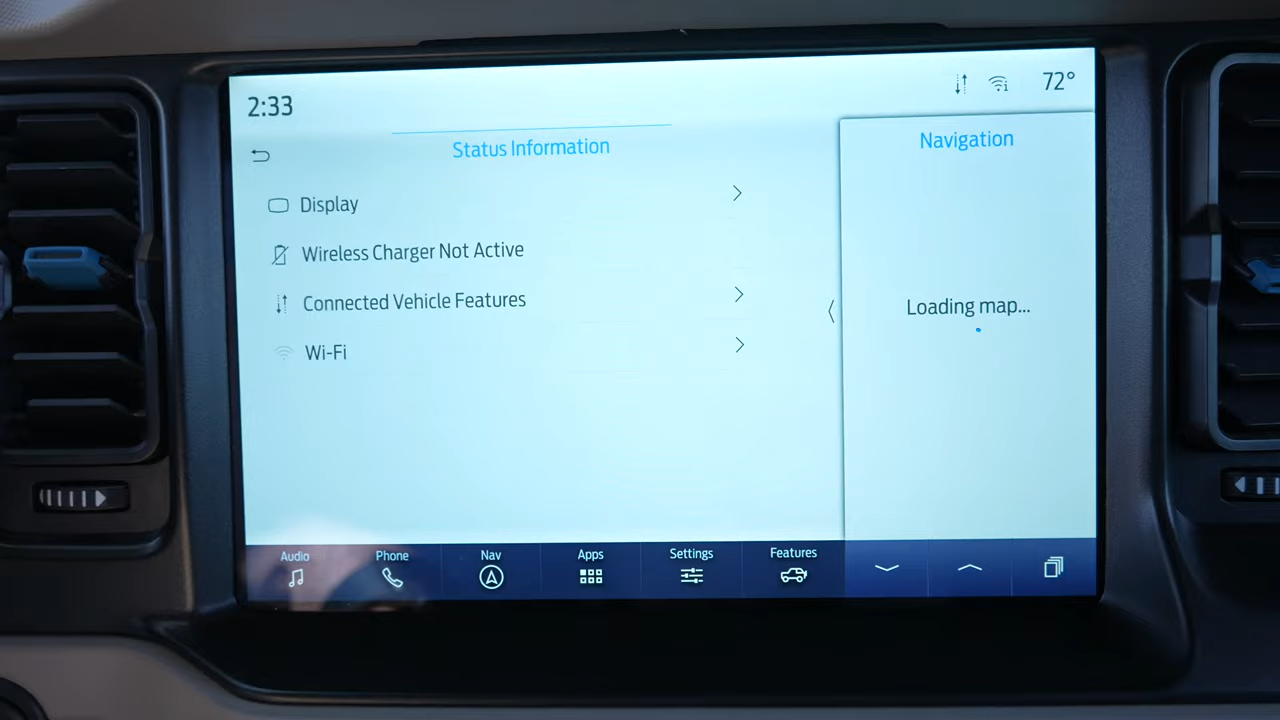 2:33
72°
Status Information
Navigation
Display
Wireless Charger Not Active
Connected Vehicle Features
Wi-Fi
Loading map...
Audio
Phone
Nav
Apps
Settings
Features